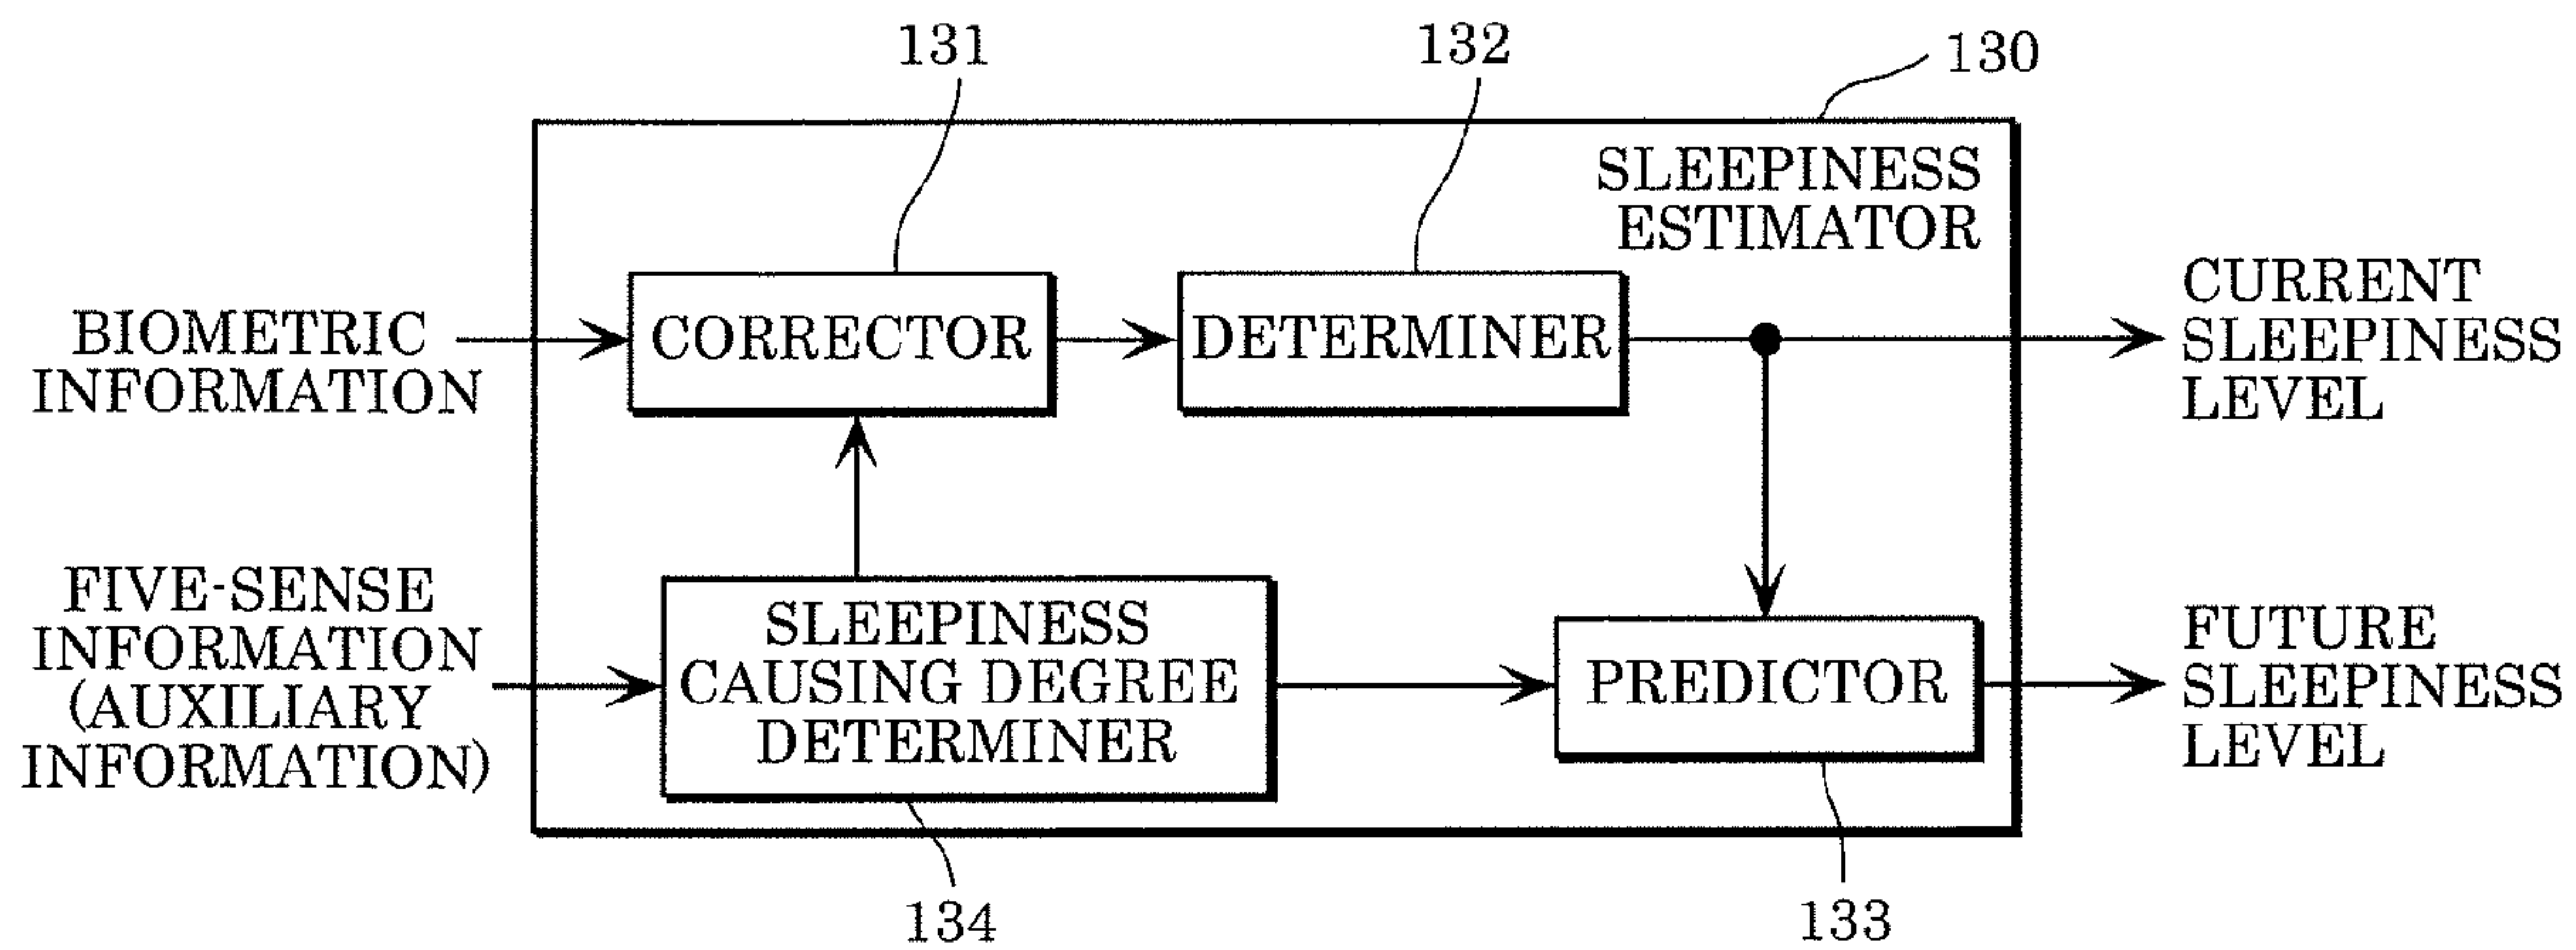 131
132
130
SLEEPINESS
ESTIMATOR
BIOMETRIC
INFORMATION
CORRECTOR
DETERMINER
CURRENT
SLEEPINESS
LEVEL
FIVE-SENSE
INFORMATION
(AUXILIARY
INFORMATION)
SLEEPINESS
CAUSING DEGREE
DETERMINER
PREDICTOR
FUTURE
SLEEPINESS
LEVEL
134
133